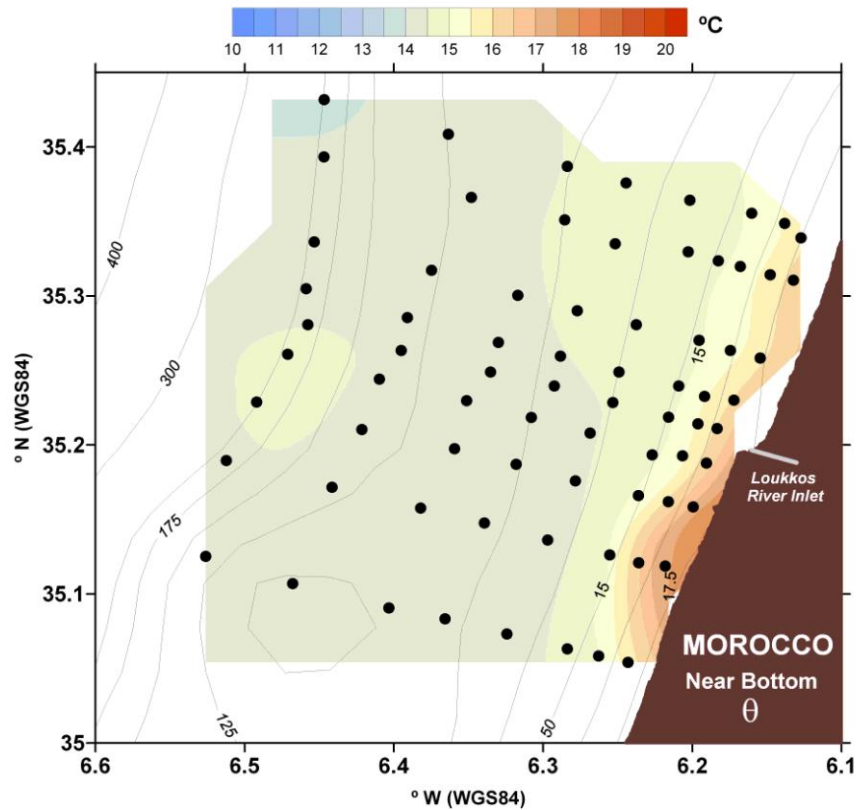 ºC
10 11 12 13 14 15 16 17 18 19 20
35.4
400
35.3
300
15
º N (WGS84)
35.2
Loukkos
River Inlet
175
35.1
15
17.5
MOROCCO
Near Bottom
θ
125
50
35
6.6 6.5 6.4 6.3 6.2 6.1
º W (WGS84)